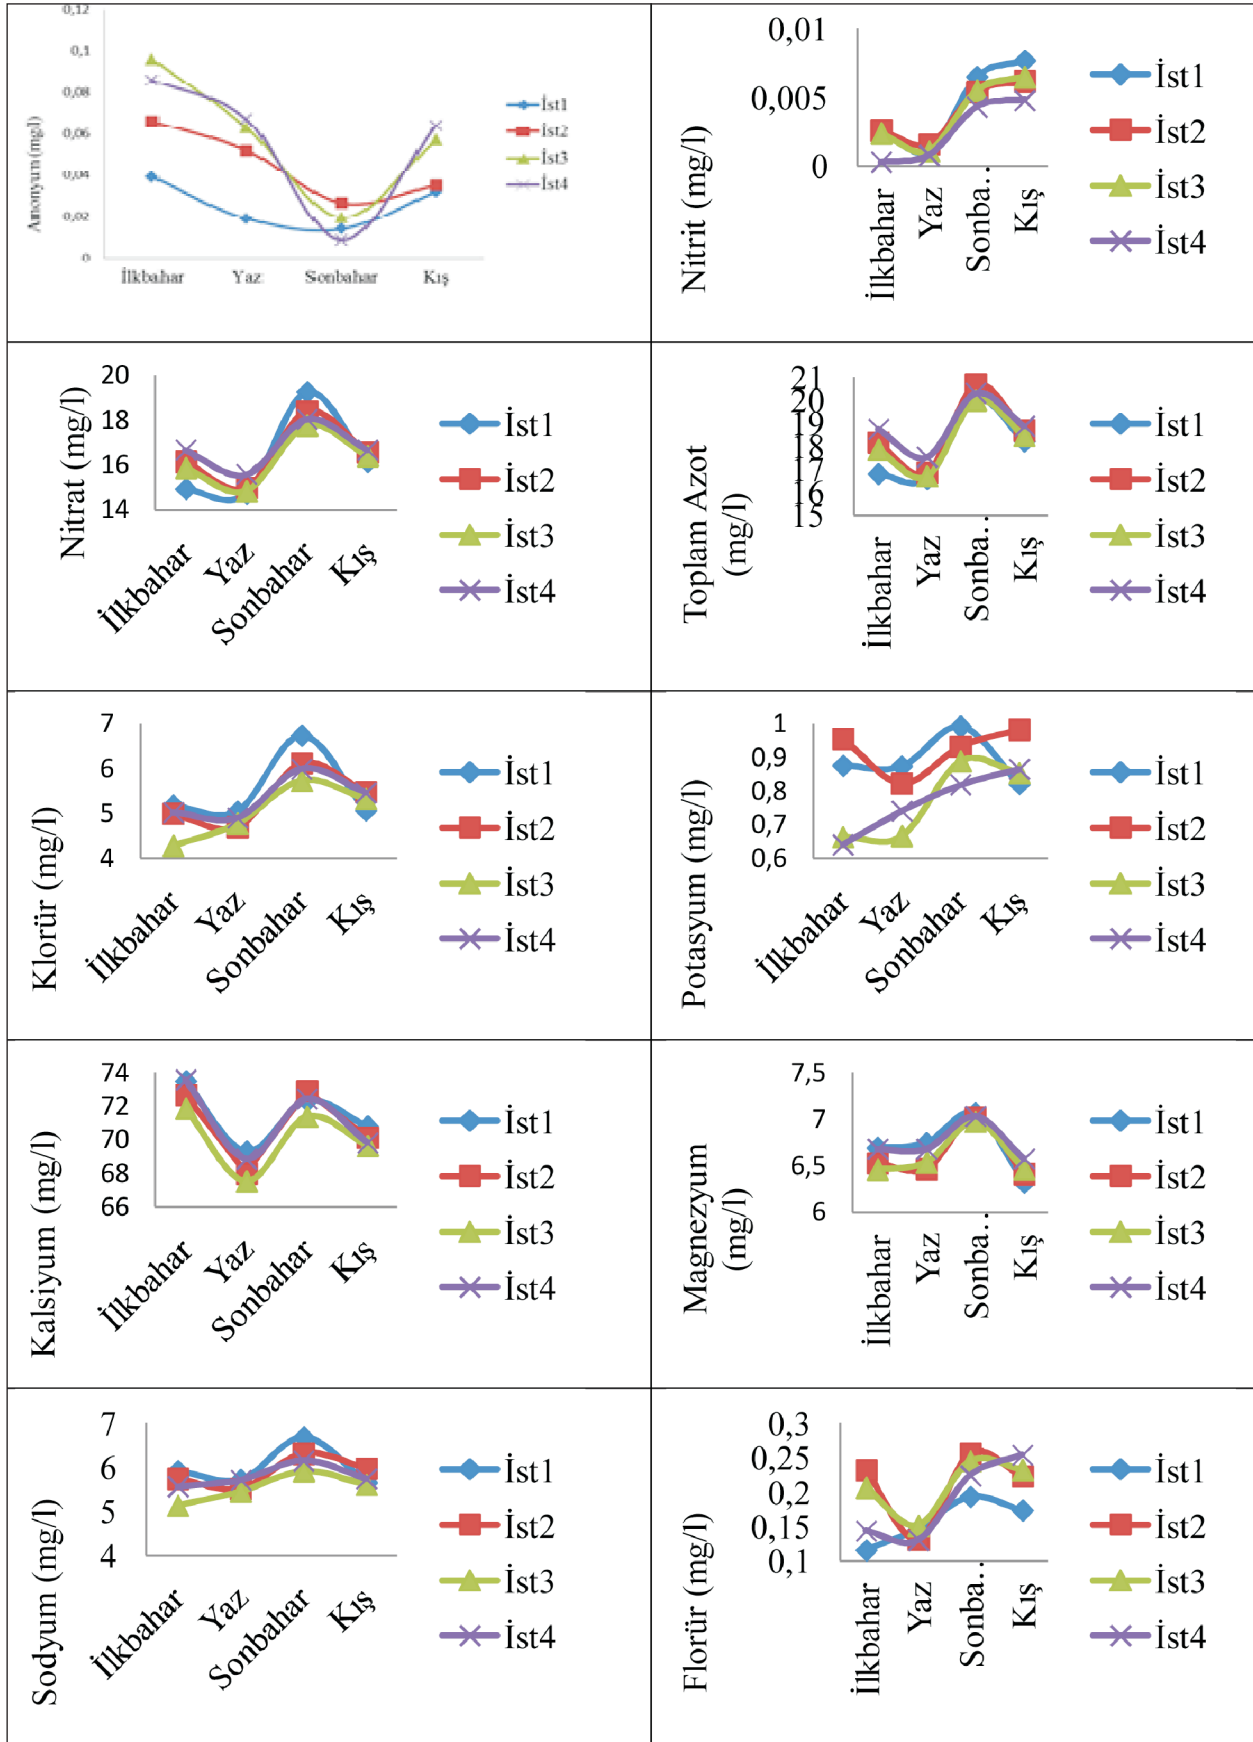 0,12
0,1
0,08
0,06
0,04
0,02
0
Amonyum (mg/l)
İlkbahar
Yaz
Sonbahar
Kış
İst1
İst2
İst3
İst4
0,01
0,005
0
Nitrit (mg/l)
İlkbahar
Yaz
Sonba…
Kış
İst1
İst2
İst3
İst4
20
18
16
14
Nitrat (mg/l)
İlkbahar
Yaz
Sonbahar
Kış
İst1
İst2
İst3
İst4
21
20
19
18
17
16
15
Toplam Azot
(mg/l)
İlkbahar
Yaz
Sonba…
Kış
İst1
İst2
İst3
İst4
7
6
5
4
Klorür (mg/l)
İlkbahar
Yaz
Sonbahar
Kış
İst1
İst2
İst3
İst4
1
0,9
0,8
0,7
0,6
Potasyum (mg/l)
İlkbahar
Yaz
Sonbahar
Kış
İst1
İst2
İst3
İst4
74
72
70
68
66
Kalsiyum (mg/l)
İlkbahar
Yaz
Sonbahar
Kış
İst1
İst2
İst3
İst4
7,5
7
6,5
6
Magnezyum
(mg/l)
İlkbahar
Yaz
Sonba…
Kış
İst1
İst2
İst3
İst4
7
6
5
4
Sodyum (mg/l)
İlkbahar
Yaz
Sonbahar
Kış
İst1
İst2
İst3
İst4
0,3
0,25
0,2
0,15
0,1
Florür (mg/l)
İlkbahar
Yaz
Sonba…
Kış
İst1
İst2
İst3
İst4